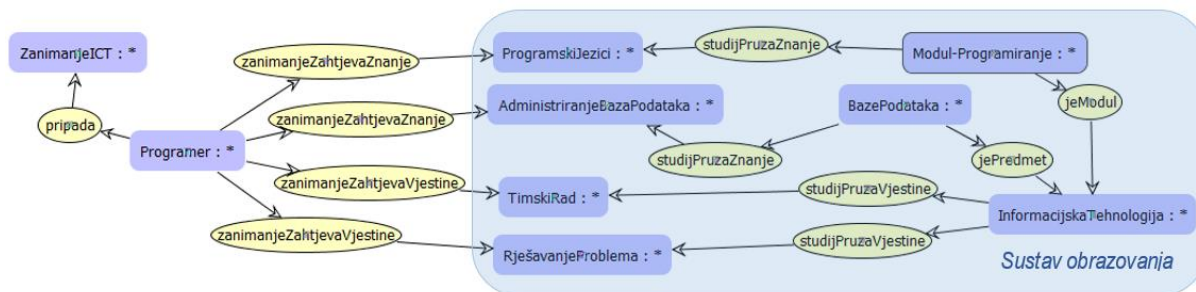 ZanimanjeICT : *
pripada
Programer : *
zanimanjeZahtjevaZnanje
zanimanjeZahtjevaZnanje
zanimanjeZahtjevaVjestine
zanimanjeZahtjevaVjestine
ProgramskiJezici : *
studijPruzaZnanje
Modul-Programiranje : *
AdministriranjeBazaPodataka : *
BazePodataka : *
jeModul
studijPruzaZnanje
jePredmet
TimskiRad : *
studijPruzaVjestine
InformacijskaTehnologija : *
RješavanjeProblema : *
studijPruzaVjestine
Sustav obrazovanja